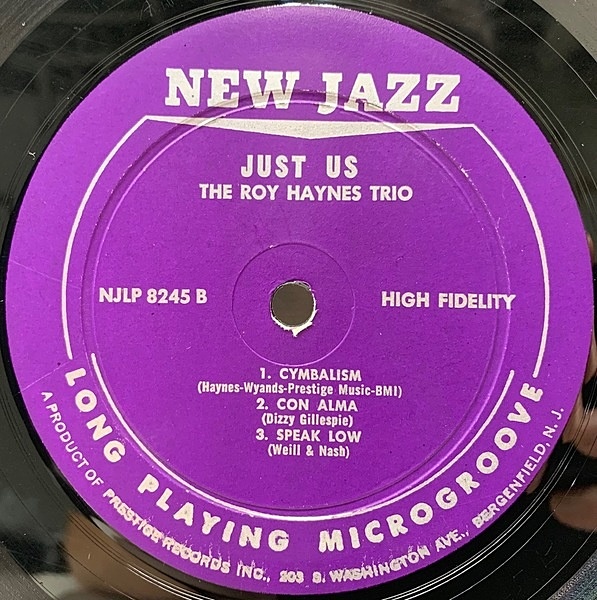 NEW JAZZ
JUST US
THE ROY HAYNES TRIO
NJLP 8245 B
HIGH FIDELITY
1. CYMBALISM
(Haynes-Wyands-Prestige Music-BMI)
2. CON ALMA
(Dizzy Gillespie)
3. SPEAK LOW
(Weill & Nash)
LONG PLAYING MICROGROOVE
A PRODUCT OF PRESTIGE RECORDS INC., 203 S. WASHINGTON AVE., BERGENFIELD, N. J.